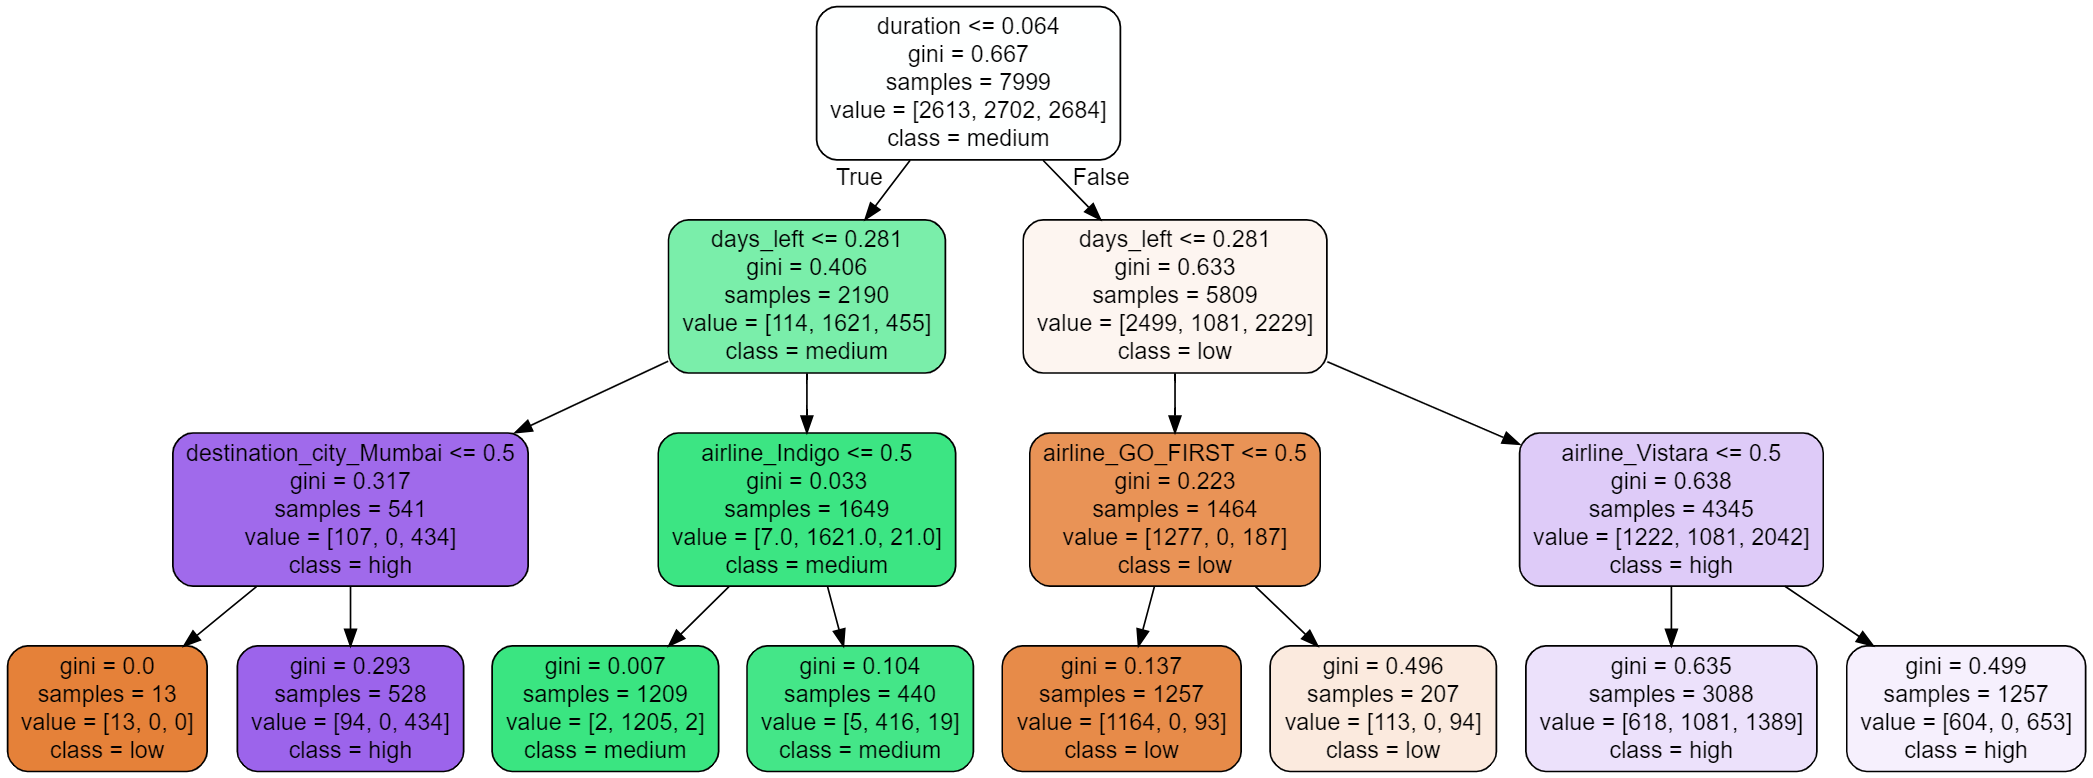 duration <= 0.064
gini = 0.667
samples = 7999
value = [2613, 2702, 2684]
class = medium
True
False
days_left <= 0.281
gini = 0.406
samples = 2190
value = [114, 1621, 455]
class = medium
days_left <= 0.281
gini = 0.633
samples = 5809
value = [2499, 1081, 2229]
class = low
destination_city_Mumbai <= 0.5
gini = 0.317
samples = 541
value = [107, 0, 434]
class = high
airline_Indigo <= 0.5
gini = 0.033
samples = 1649
value = [7.0, 1621.0, 21.0]
class = medium
airline_GO_FIRST <= 0.5
gini = 0.223
samples = 1464
value = [1277, 0, 187]
class = low
airline_Vistara <= 0.5
gini = 0.638
samples = 4345
value = [1222, 1081, 2042]
class = high
gini = 0.0
samples = 13
value = [13, 0, 0]
class = low
gini = 0.293
samples = 528
value = [94, 0, 434]
class = high
gini = 0.007
samples = 1209
value = [2, 1205, 2]
class = medium
gini = 0.104
samples = 440
value = [5, 416, 19]
class = medium
gini = 0.137
samples = 1257
value = [1164, 0, 93]
class = low
gini = 0.496
samples = 207
value = [113, 0, 94]
class = low
gini = 0.635
samples = 3088
value = [618, 1081, 1389]
class = high
gini = 0.499
samples = 1257
value = [604, 0, 653]
class = high